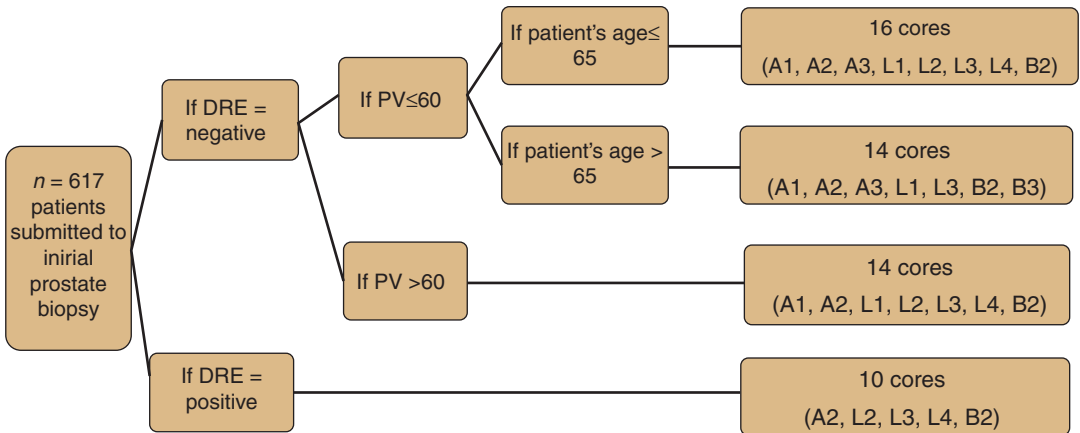 n = 617
patients
submitted to
inirial
prostate
biopsy
If DRE =
negative
If DRE =
positive
If PV≤60
If PV >60
If patient's age≤
65
If patient's age >
65
16 cores
(A1, A2, A3, L1, L2, L3, L4, B2)
14 cores
(A1, A2, A3, L1, L3, B2, B3)
14 cores
(A1, A2, L1, L2, L3, L4, B2)
10 cores
(A2, L2, L3, L4, B2)